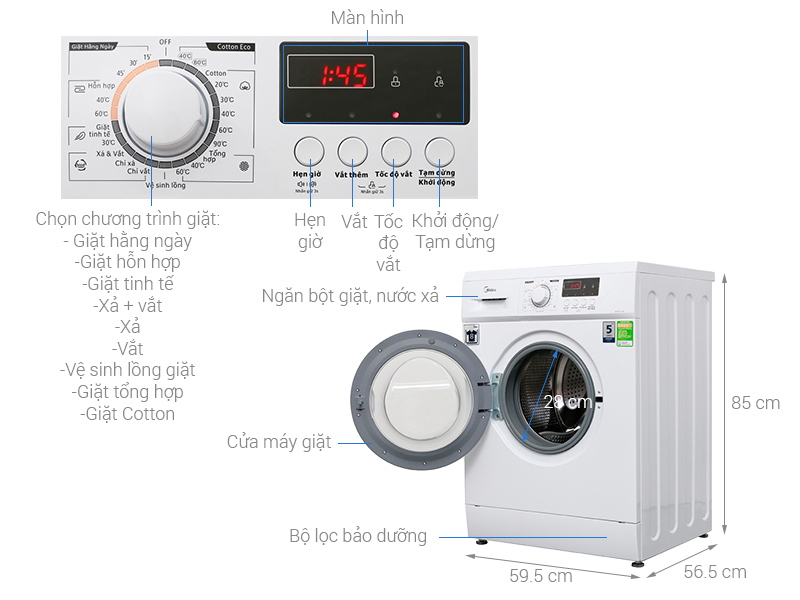 Màn hình
Giặt Hằng Ngày
OFF
Cotton Eco
15'
30'
45'
40℃
60℃
Cotton
20℃
30℃
40℃
60℃
90℃
Hỗn hợp
40℃
60℃
Giặt
tinh tế
30℃
Xả & Vắt
Chỉ xả
Chỉ vắt
Vệ sinh lồng
Tổng
hợp
40℃
60℃
1:45
Hẹn giờ
Vắt thêm
Tốc độ vắt
Tạm dừng
Khởi động
Nhấn giữ 3s
Nhấn giữ 3s
Chọn chương trình giặt:
- Giặt hằng ngày
-Giặt hỗn hợp
-Giặt tinh tế
-Xả + vắt
-Xả
-Vắt
-Vệ sinh lồng giặt
-Giặt tổng hợp
-Giặt Cotton
Hẹn
giờ
Vắt
Tốc
độ
vắt
Khởi động/
Tạm dừng
Ngăn bột giặt, nước xả
Midea
5
28 cm
85 cm
Cửa máy giặt
Bộ lọc bảo dưỡng
59.5 cm
56.5 cm